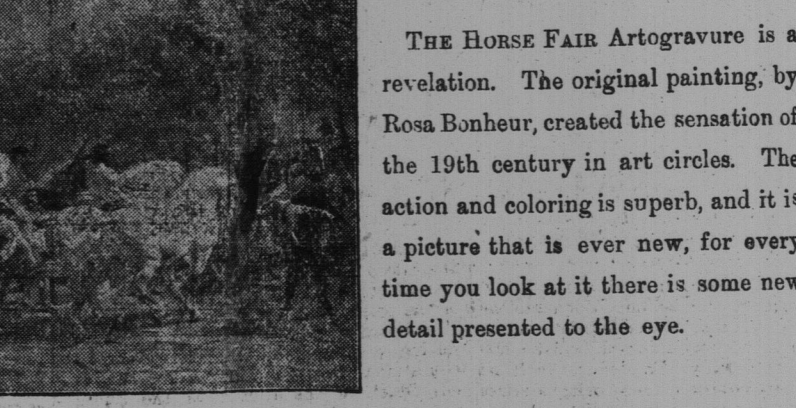 THE HORSE FAIR Artogravure is a
revelation. The original painting, by
Rosa Bonheur, created the sensation of
the 19th century in art circles. The
action and coloring is superb, and it is
a picture that is ever new, for every
time you look at it there is some new
detail presented to the eye.